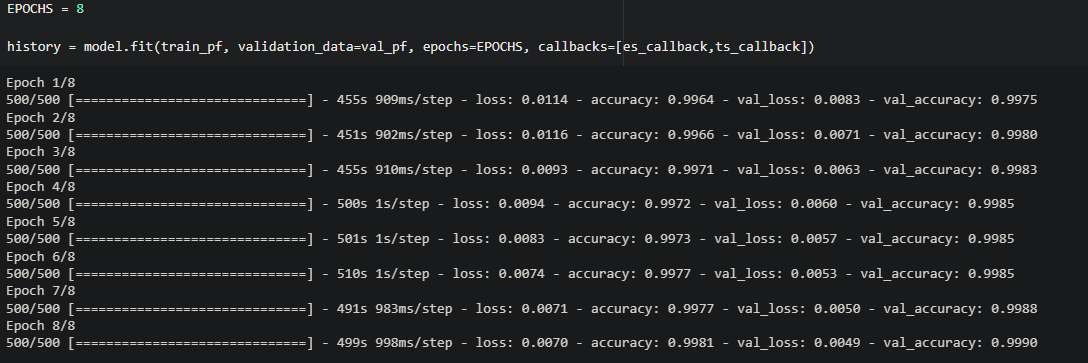 EPOCHS = 8
history = model.fit(train_pf, validation_data=val_pf, epochs=EPOCHS, callbacks=[es_callback,ts_callback])
Epoch 1/8
500/500 [==============================] - 455s 909ms/step - loss: 0.0114 - accuracy: 0.9964 - val_loss: 0.0083 - val_accuracy: 0.9975
Epoch 2/8
500/500 [==============================] - 451s 902ms/step - loss: 0.0116 - accuracy: 0.9966 - val_loss: 0.0071 - val_accuracy: 0.9980
Epoch 3/8
500/500 [==============================] - 455s 910ms/step - loss: 0.0093 - accuracy: 0.9971 - val_loss: 0.0063 - val_accuracy: 0.9983
Epoch 4/8
500/500 [==============================] - 500s 1s/step - loss: 0.0094 - accuracy: 0.9972 - val_loss: 0.0060 - val_accuracy: 0.9985
Epoch 5/8
500/500 [==============================] - 501s 1s/step - loss: 0.0083 - accuracy: 0.9973 - val_loss: 0.0057 - val_accuracy: 0.9985
Epoch 6/8
500/500 [==============================] - 510s 1s/step - loss: 0.0074 - accuracy: 0.9977 - val_loss: 0.0053 - val_accuracy: 0.9985
Epoch 7/8
500/500 [==============================] - 491s 983ms/step - loss: 0.0071 - accuracy: 0.9977 - val_loss: 0.0050 - val_accuracy: 0.9988
Epoch 8/8
500/500 [==============================] - 499s 998ms/step - loss: 0.0070 - accuracy: 0.9981 - val_loss: 0.0049 - val_accuracy: 0.9990